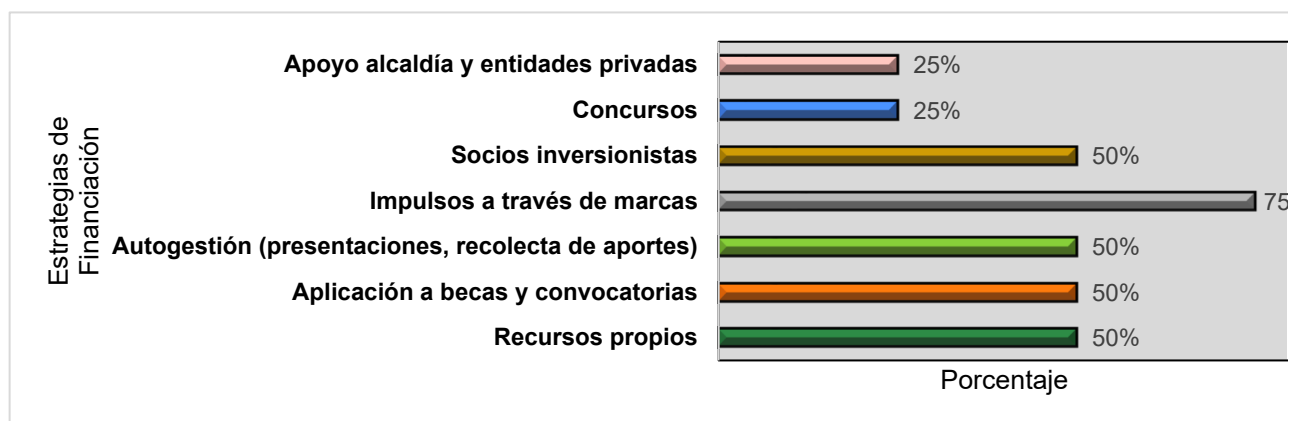 Estrategias de
Financiación
Apoyo alcaldía y entidades privadas 25%
Concursos 25%
Socios inversionistas 50%
Impulsos a través de marcas 75
Autogestión (presentaciones, recolecta de aportes) 50%
Aplicación a becas y convocatorias 50%
Recursos propios 50%
Porcentaje